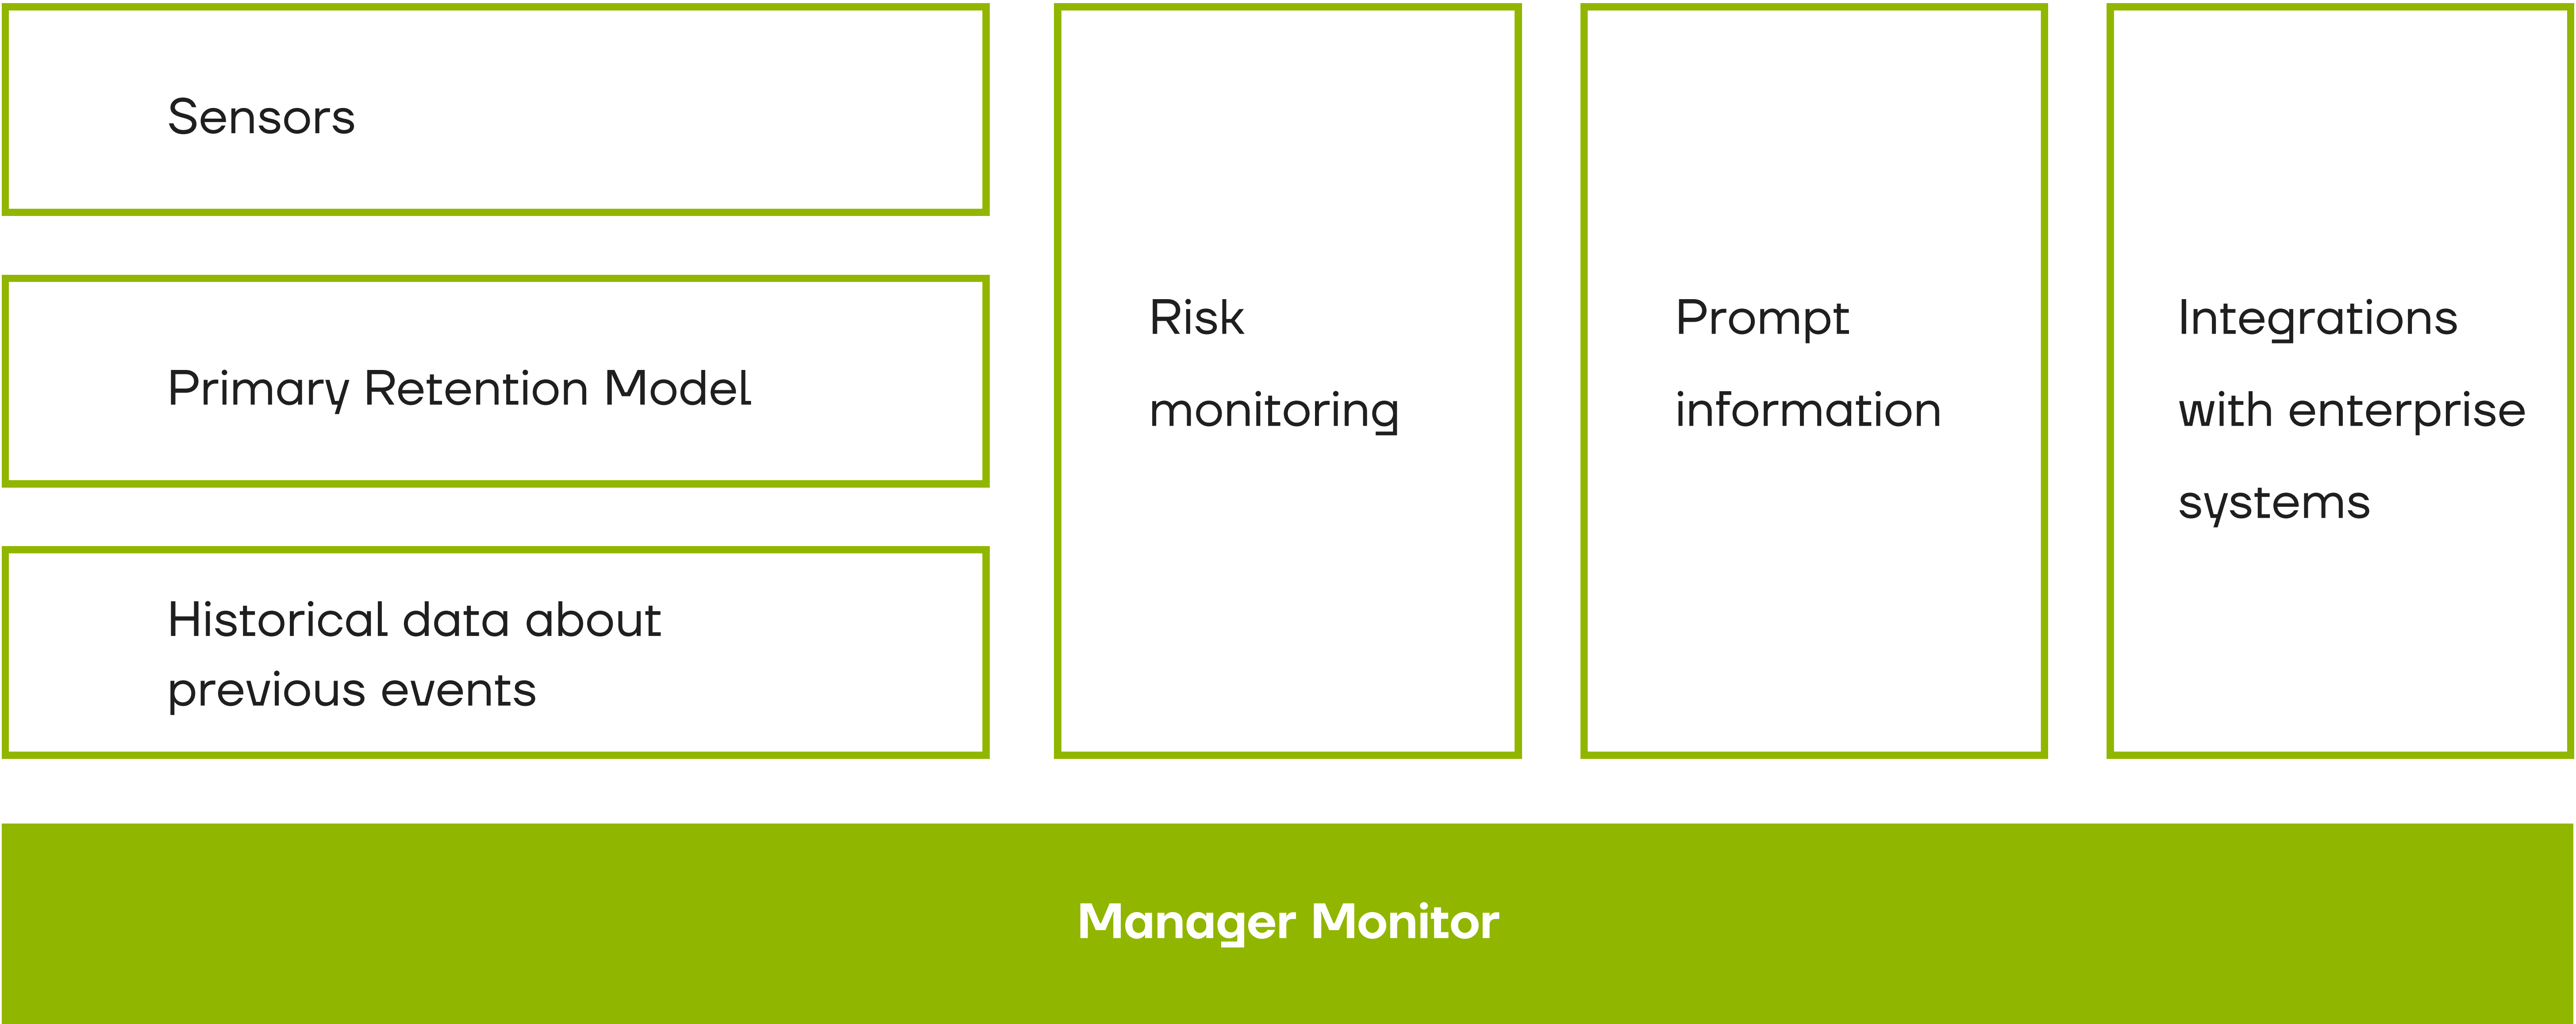 Sensors
Primary Retention Model
Historical data about
previous events
Risk
monitoring
Prompt
information
Integrations
with enterprise
systems
Manager Monitor